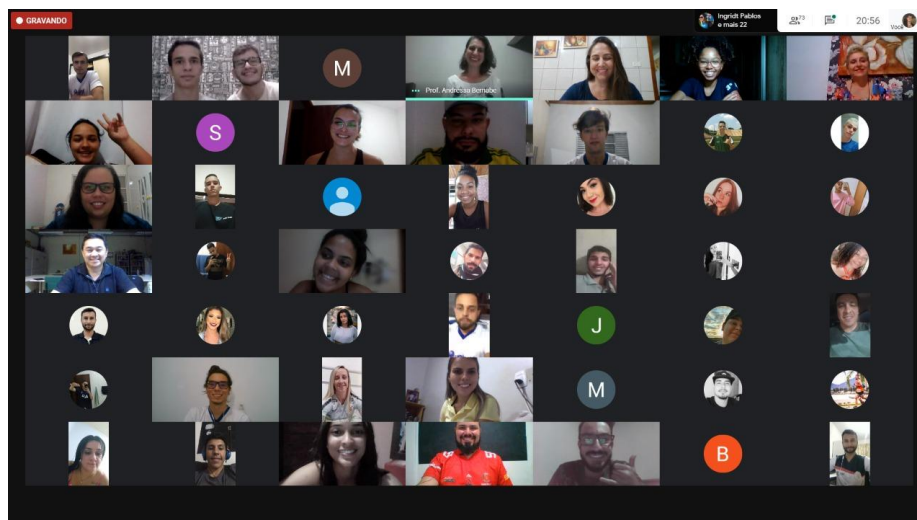 GRAVANDO
Ingridt Pablos
e mais 22
73
20:56
Você
M
Prof. Andressa Bernabe
S
J
M
B